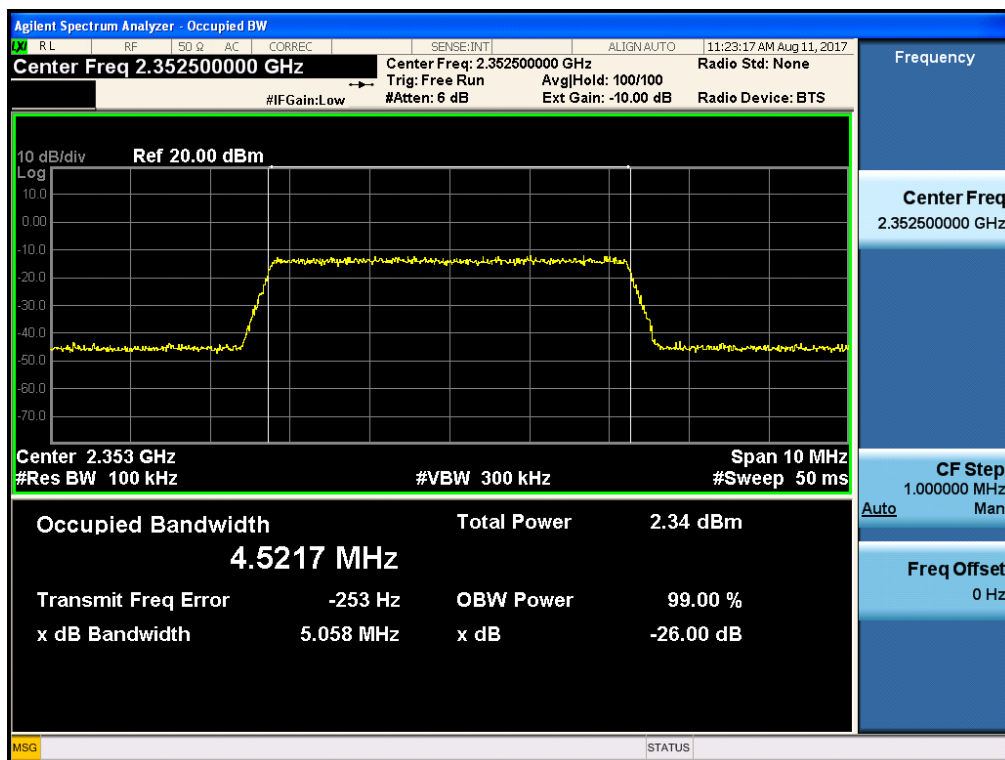 Agilent Spectrum Analyzer - Occupied BW
LXI RL RF 50 Ω AC CORREC SENSE:INT ALIGN AUTO 11:23:17 AM Aug 11, 2017
Center Freq 2.352500000 GHz
Center Freq: 2.352500000 GHz Radio Std: None
Trig: Free Run Avg|Hold: 100/100
#IFGain:Low #Atten: 6 dB Ext Gain: -10.00 dB Radio Device: BTS
10 dB/div Ref 20.00 dBm
Log
10.0
0.00
-10.0
-20.0
-30.0
-40.0
-50.0
-60.0
-70.0
Center 2.353 GHz Span 10 MHz
#Res BW 100 kHz #VBW 300 kHz #Sweep 50 ms
Occupied Bandwidth Total Power 2.34 dBm
4.5217 MHz
Transmit Freq Error -253 Hz OBW Power 99.00 %
x dB Bandwidth 5.058 MHz x dB -26.00 dB
Frequency
Center Freq
2.352500000 GHz
CF Step
1.000000 MHz
Auto Man
Freq Offset
0 Hz
MSG STATUS